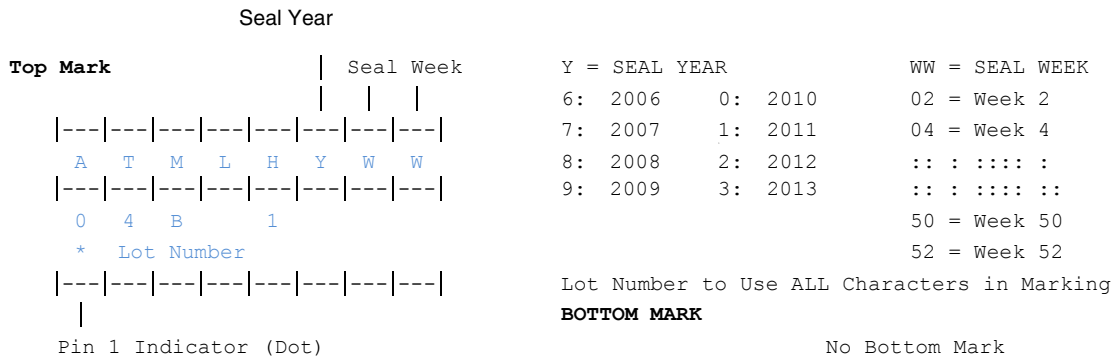 Seal Year
Top Mark | Seal Week
| | |
|---|---|---|---|---|---|---|---|
A T M L H Y W W
|---|---|---|---|---|---|---|---|
0 4 B 1
* Lot Number
|---|---|---|---|---|---|---|---|
|
Pin 1 Indicator (Dot)
Y = SEAL YEAR WW = SEAL WEEK
6: 2006 0: 2010 02 = Week 2
7: 2007 1: 2011 04 = Week 4
8: 2008 2: 2012 :: : :::: :
9: 2009 3: 2013 :: : :::: ::
50 = Week 50
52 = Week 52
Lot Number to Use ALL Characters in Marking
BOTTOM MARK
No Bottom Mark